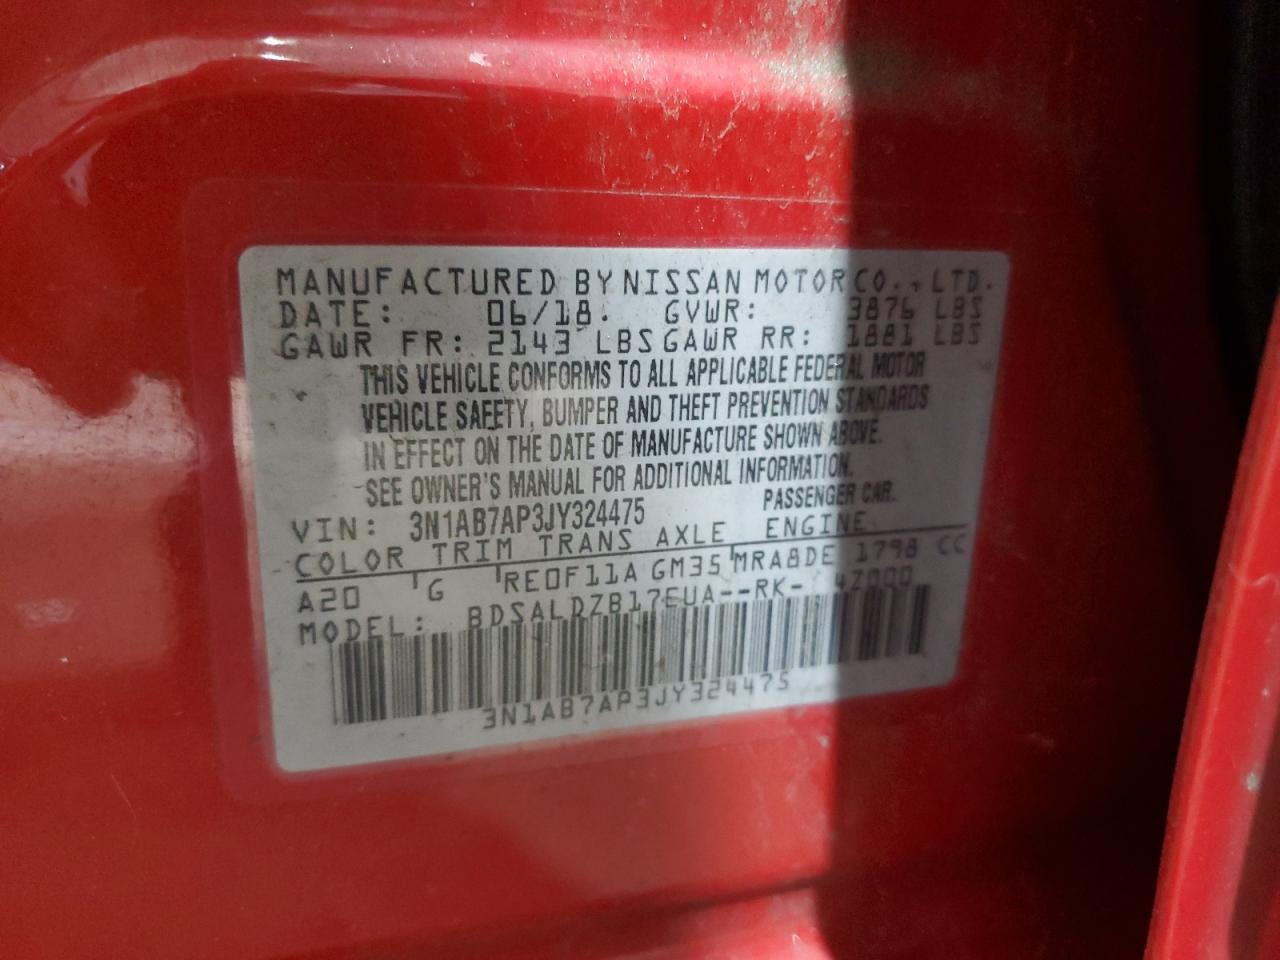 MANUFACTURED BY NISSAN MOTOR CO., LTD.
DATE: 06/18. GVWR: 3876 LBS
GAWR FR: 2143 LBS GAWR RR: 1881 LBS
THIS VEHICLE CONFORMS TO ALL APPLICABLE FEDERAL MOTOR
VEHICLE SAFETY, BUMPER AND THEFT PREVENTION STANDARDS
IN EFFECT ON THE DATE OF MANUFACTURE SHOWN ABOVE.
SEE OWNER'S MANUAL FOR ADDITIONAL INFORMATION.
VIN: 3N1AB7AP3JY324475 PASSENGER CAR.
COLOR TRIM TRANS AXLE ENGINE
A20 G RE0F11A GM35 MRA8DE 1798 CC
MODEL: BDSALDZB17EUA--RK- 4Z000
3N1AB7AP3JY324475